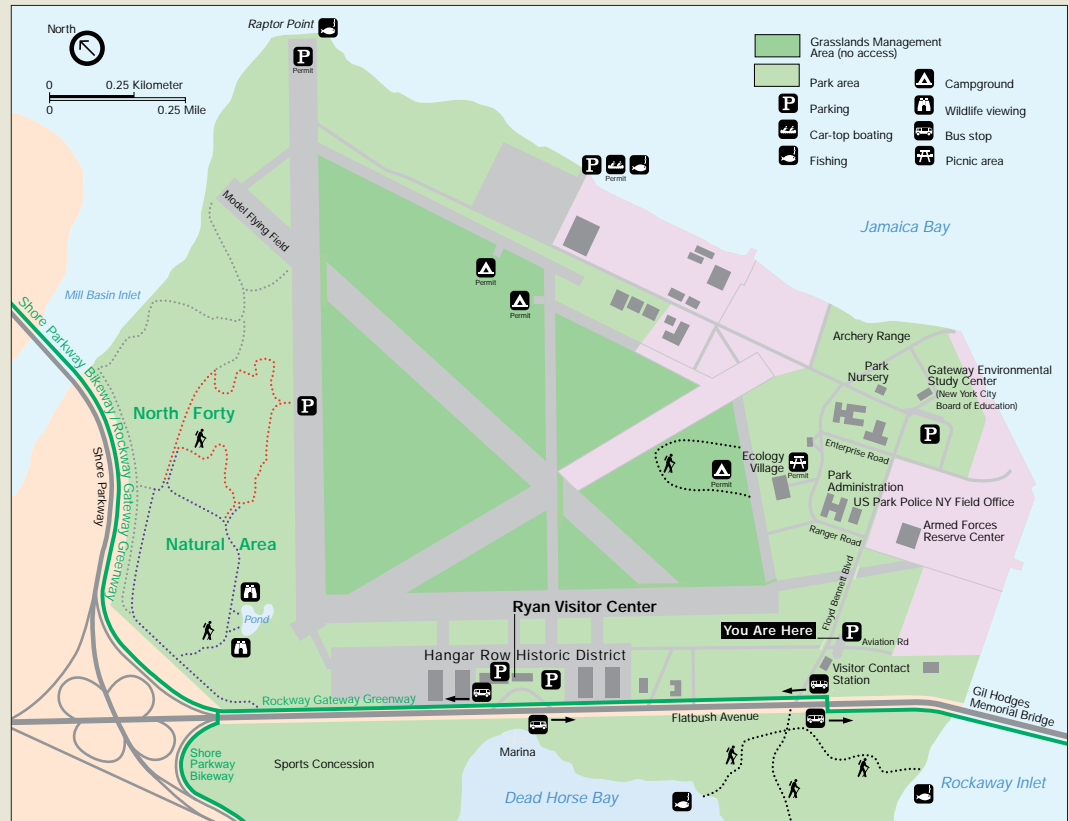 North
0
0.25 Kilometer
0
0.25 Mile
Raptor Point
P
Permit
Grasslands Management
Area (no access)
Park area
P
Parking
Car-top boating
Fishing
Campground
Wildlife viewing
Bus stop
Picnic area
P
Permit
Jamaica Bay
Model Flying Field
Mill Basin Inlet
Permit
Permit
Shore Parkway Bikeway / Rockway Gateway Greenway
Shore Parkway
North Forty
P
Archery Range
Park
Nursery
Gateway Environmental
Study Center
(New York City
Board of Education)
P
Enterprise Road
Ecology
Village
Permit
Permit
Park
Administration
US Park Police NY Field Office
Ranger Road
Armed Forces
Reserve Center
Natural Area
Pond
Ryan Visitor Center
Floyd Bennett Blvd
You Are Here
P
Aviation Rd
Hangar Row Historic District
P
P
Visitor Contact
Station
Rockway Gateway Greenway
Flatbush Avenue
Gil Hodges
Memorial Bridge
Shore
Parkway
Bikeway
Sports Concession
Marina
Dead Horse Bay
Rockaway Inlet